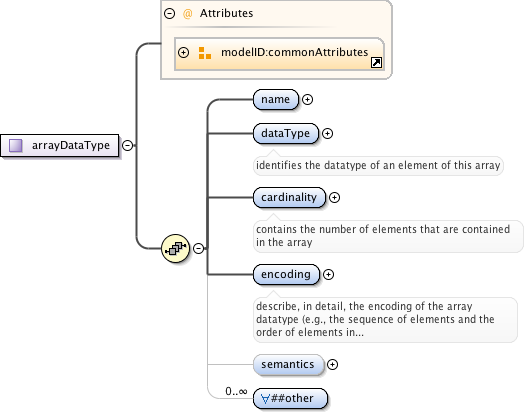 @ Attributes
modelID:commonAttributes
arrayDataType
name
dataType
identifies the datatype of an element of this array
cardinality
contains the number of elements that are contained
in the array
encoding
describe, in detail, the encoding of the array
datatype (e.g., the sequence of elements and the
order of elements in...
semantics
0..∞
∀##other